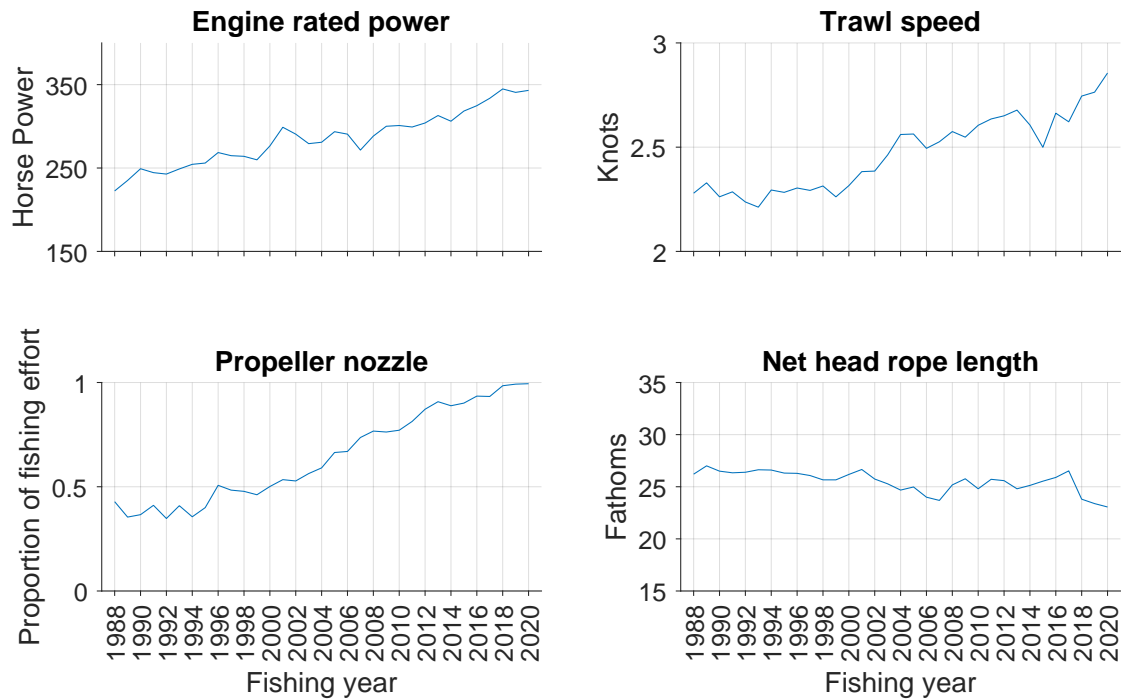 Engine rated power
Horse Power
350
250
150
Trawl speed
Knots
3
2.5
2
Propeller nozzle
Proportion of fishing effort
1
0.5
0
1988 1990 1992 1994 1996 1998 2000 2002 2004 2006 2008 2010 2012 2014 2016 2018 2020
Fishing year
Net head rope length
Fathoms
35
30
25
20
15
1988 1990 1992 1994 1996 1998 2000 2002 2004 2006 2008 2010 2012 2014 2016 2018 2020
Fishing year